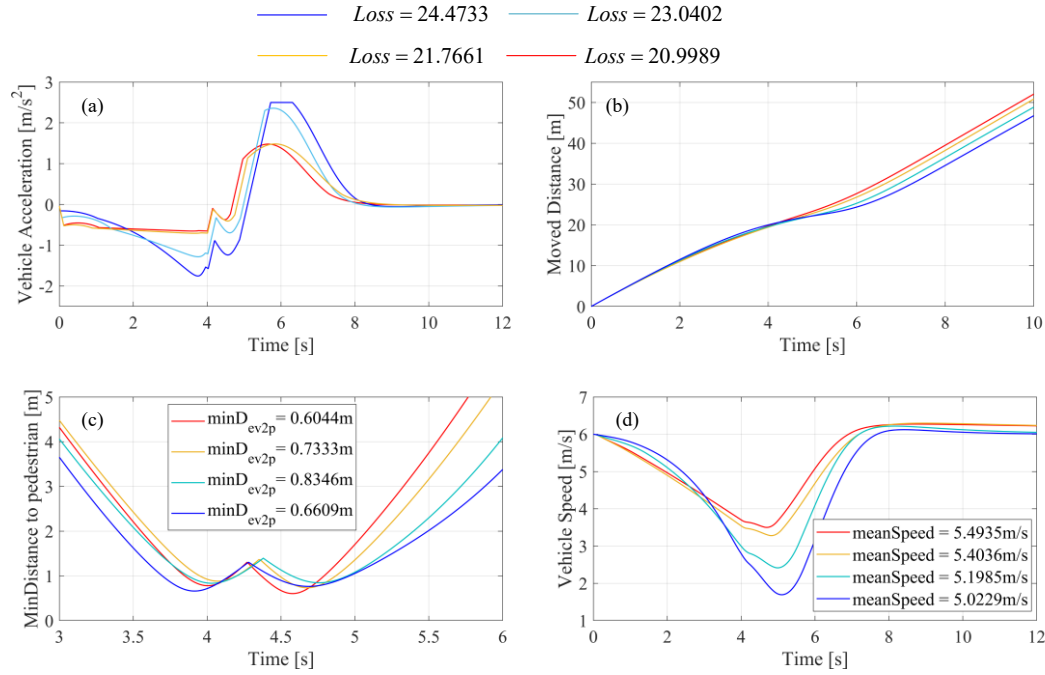 Loss = 24.4733
Loss = 23.0402
Loss = 21.7661
Loss = 20.9989
(a)
Vehicle Acceleration [m/s²]
3
2
1
0
-1
-2
0 2 4 6 8 10 12
Time [s]
(b)
Moved Distance [m]
50
40
30
20
10
0
0 2 4 6 8 10
Time [s]
(c)
MinDistance to pedestrian [m]
5
4
3
2
1
0
minD_ev2p = 0.6044m
minD_ev2p = 0.7333m
minD_ev2p = 0.8346m
minD_ev2p = 0.6609m
3 3.5 4 4.5 5 5.5 6
Time [s]
(d)
Vehicle Speed [m/s]
7
6
5
4
3
2
1
meanSpeed = 5.4935m/s
meanSpeed = 5.4036m/s
meanSpeed = 5.1985m/s
meanSpeed = 5.0229m/s
0 2 4 6 8 10 12
Time [s]